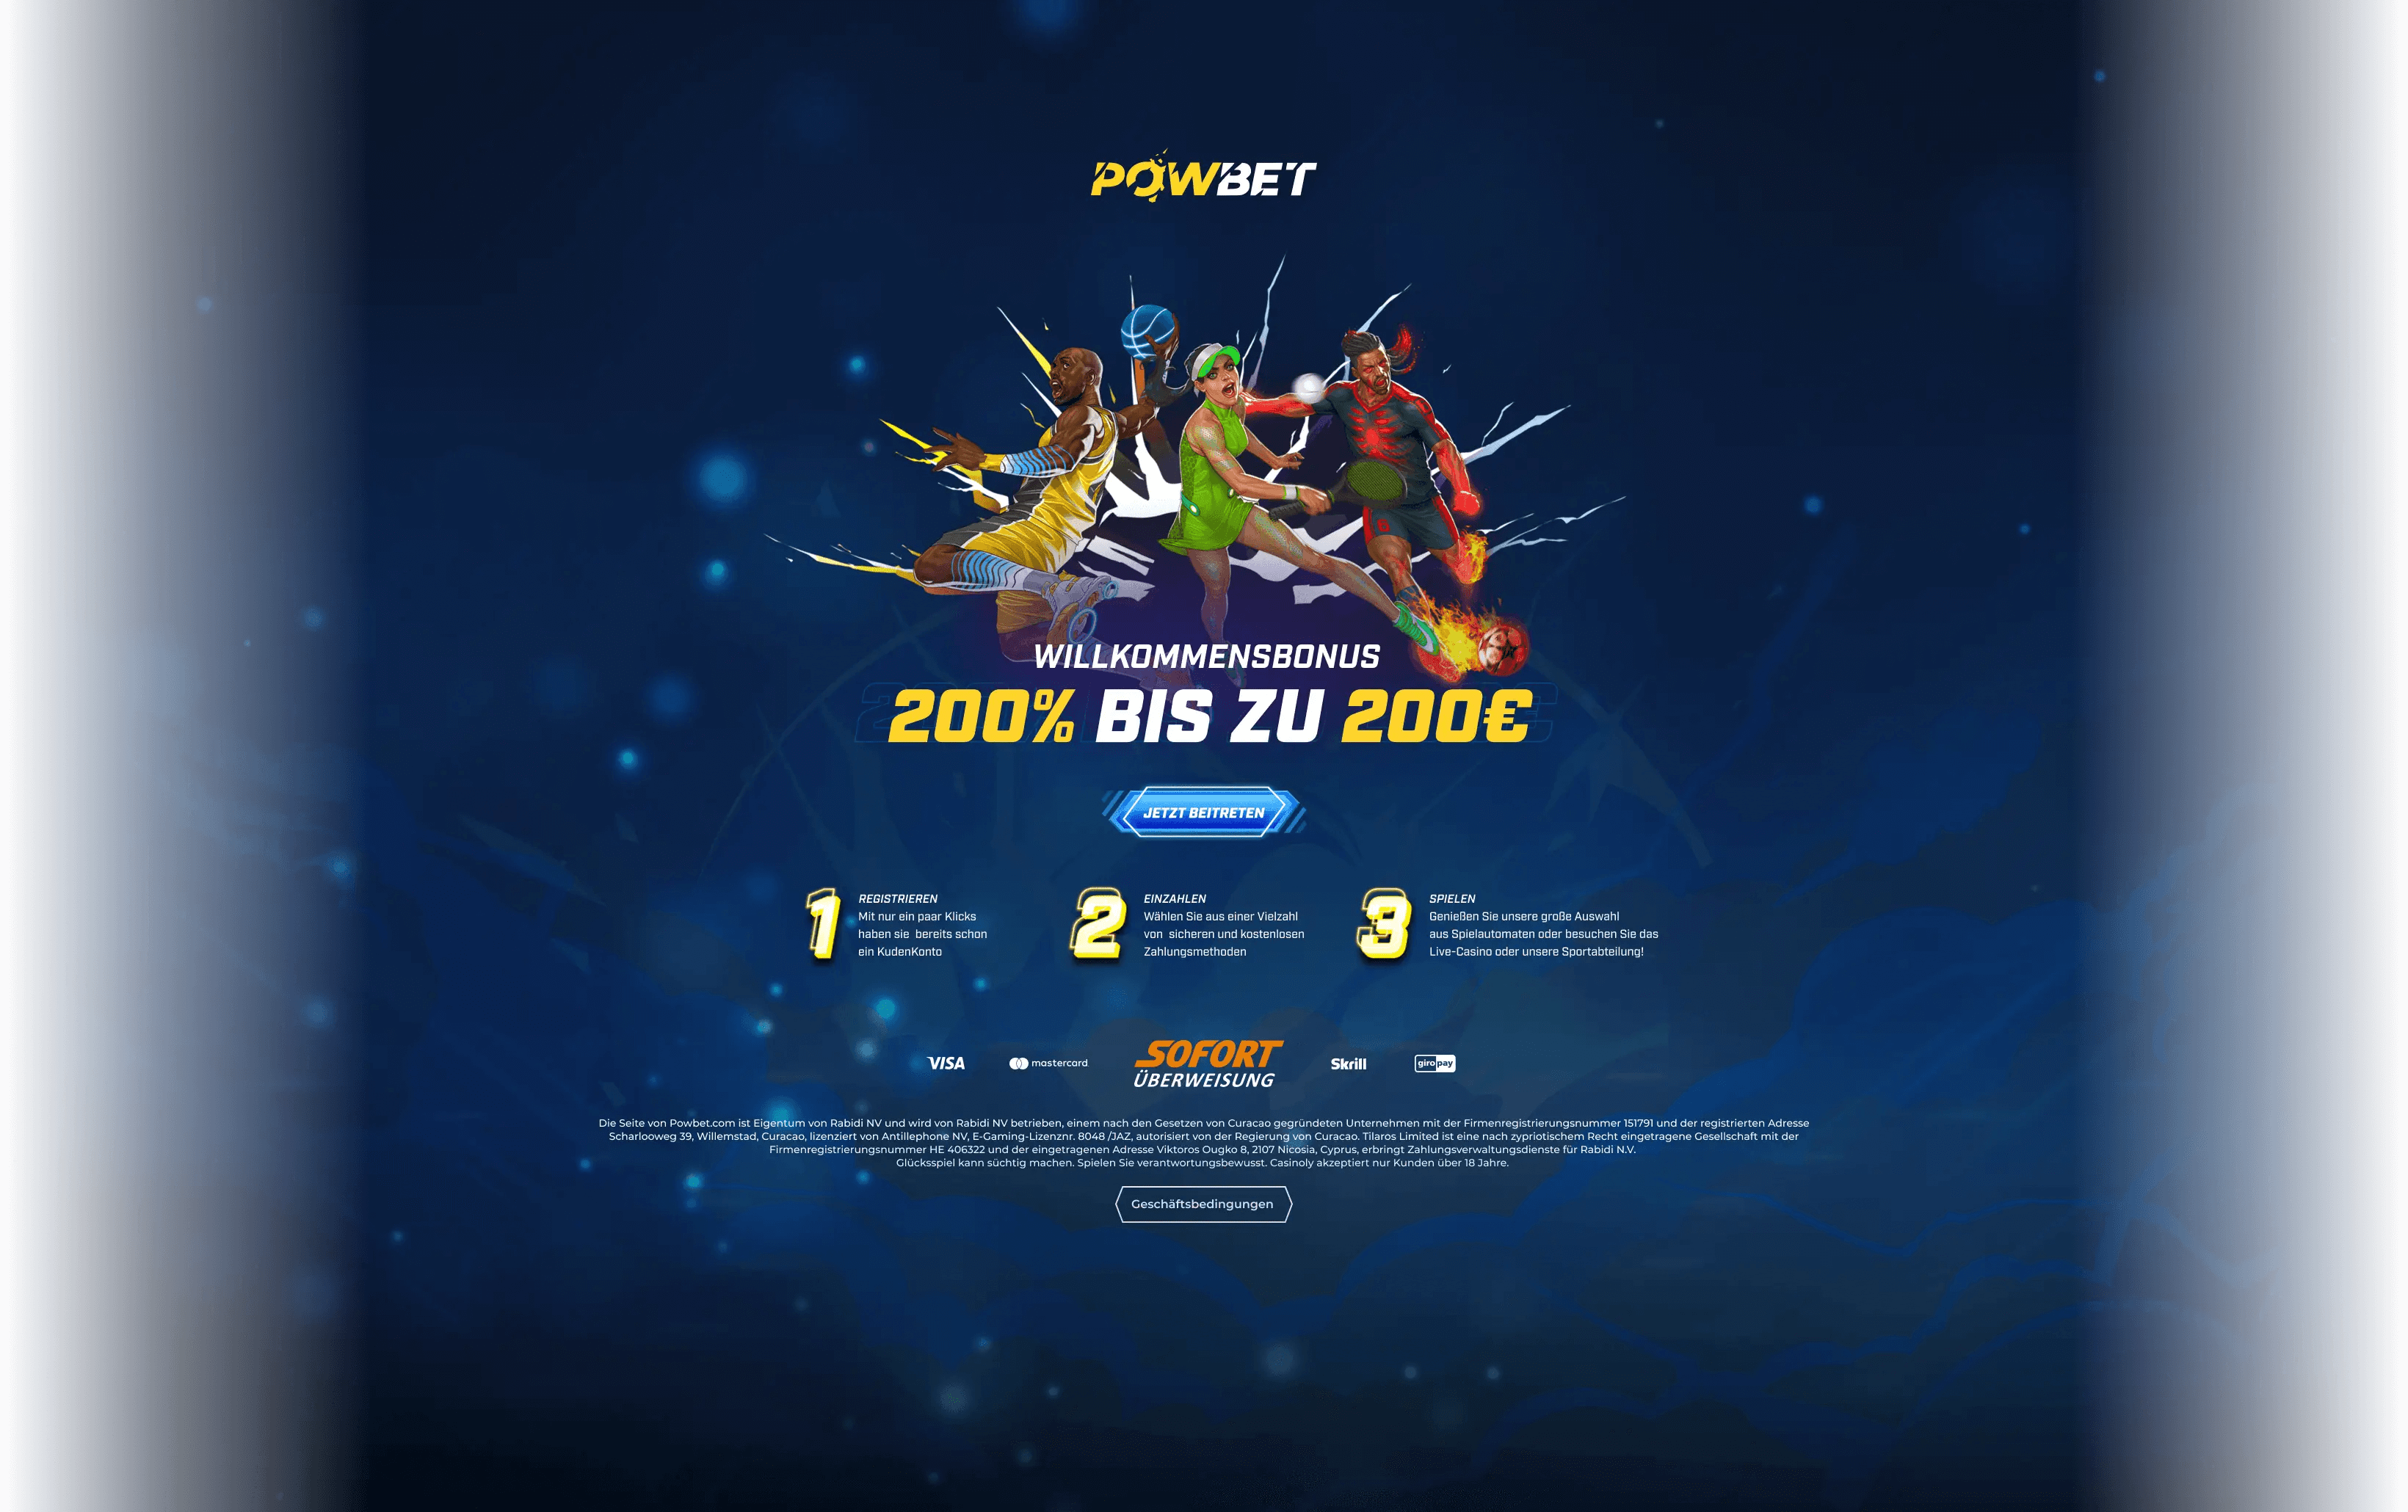 POWBET
WILLKOMMENSBONUS
200% BIS ZU 200€
JETZT BEITRETEN
1
REGISTRIEREN
Mit nur ein paar Klicks
haben sie bereits schon
ein KudenKonto
2
EINZAHLEN
Wählen Sie aus einer Vielzahl
von sicheren und kostenlosen
Zahlungsmethoden
3
SPIELEN
Genießen Sie unsere große Auswahl
aus Spielautomaten oder besuchen Sie das
Live-Casino oder unsere Sportabteilung!
VISA
mastercard
SOFORT
ÜBERWEISUNG
Skrill
giropay
Die Seite von Powbet.com ist Eigentum von Rabidi NV und wird von Rabidi NV betrieben, einem nach den Gesetzen von Curacao gegründeten Unternehmen mit der Firmenregistrierungsnummer 151791 und der registrierten Adresse
Scharlooweg 39, Willemstad, Curacao, lizenziert von Antillephone NV, E-Gaming-Lizenznr. 8048 /JAZ, autorisiert von der Regierung von Curacao. Tilaros Limited ist eine nach zypriotischem Recht eingetragene Gesellschaft mit der
Firmenregistrierungsnummer HE 406322 und der eingetragenen Adresse Viktoros Ougko 8, 2107 Nicosia, Cyprus, erbringt Zahlungsverwaltungsdienste für Rabidi N.V.
Glücksspiel kann süchtig machen. Spielen Sie verantwortungsbewusst. Casinoly akzeptiert nur Kunden über 18 Jahre.
Geschäftsbedingungen